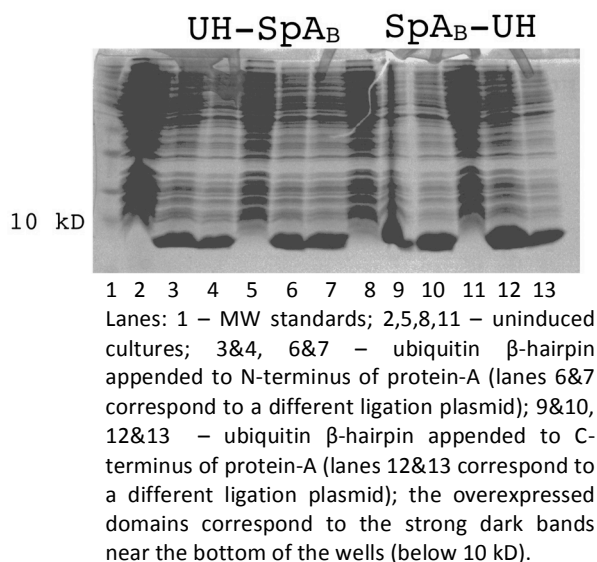 UH–SpAB SpAB–UH
10 kD
1 2 3 4 5 6 7 8 9 10 11 12 13
Lanes: 1 – MW standards; 2,5,8,11 – uninduced
cultures; 3&4, 6&7 – ubiquitin β-hairpin
appended to N-terminus of protein-A (lanes 6&7
correspond to a different ligation plasmid); 9&10,
12&13 – ubiquitin β-hairpin appended to C-
terminus of protein-A (lanes 12&13 correspond to
a different ligation plasmid); the overexpressed
domains correspond to the strong dark bands
near the bottom of the wells (below 10 kD).